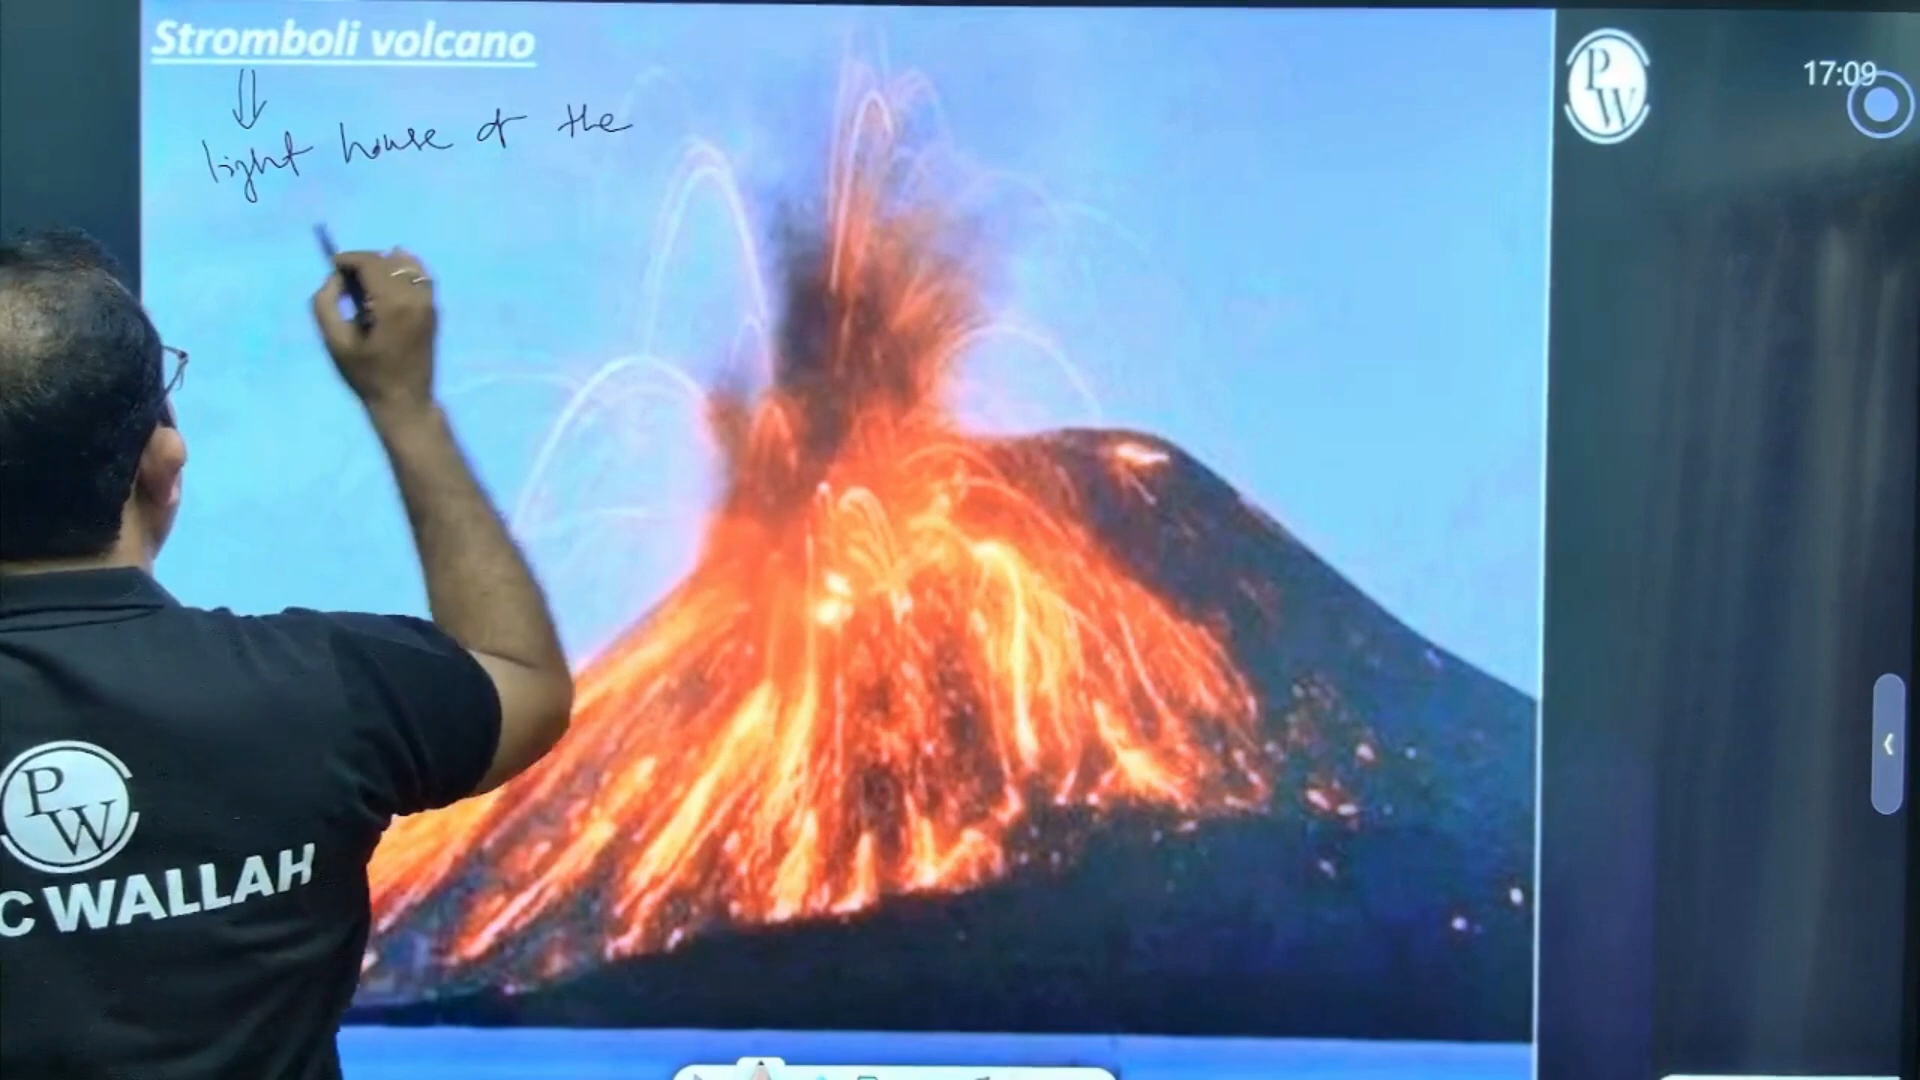 Stromboli volcano
light house of the
PW
17:09
PW
C WALLAH